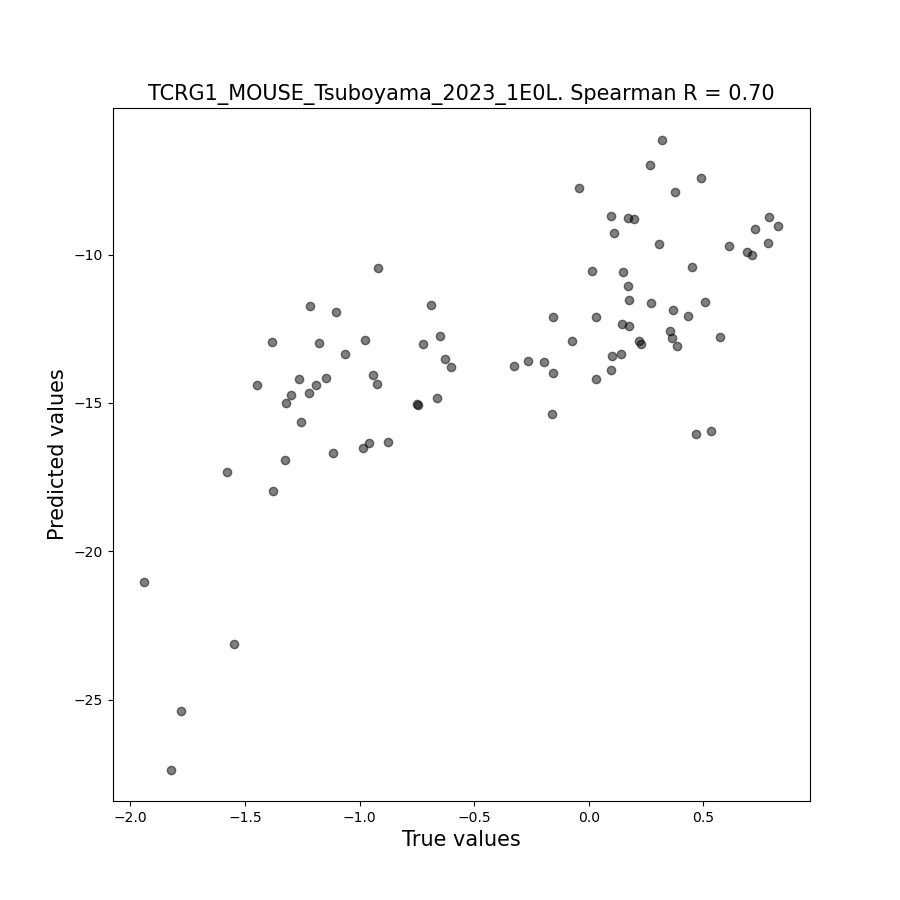 TCRG1_MOUSE_Tsuboyama_2023_1E0L. Spearman R = 0.70
Predicted values
−10
−15
−20
−25
−2.0 −1.5 −1.0 −0.5 0.0 0.5
True values